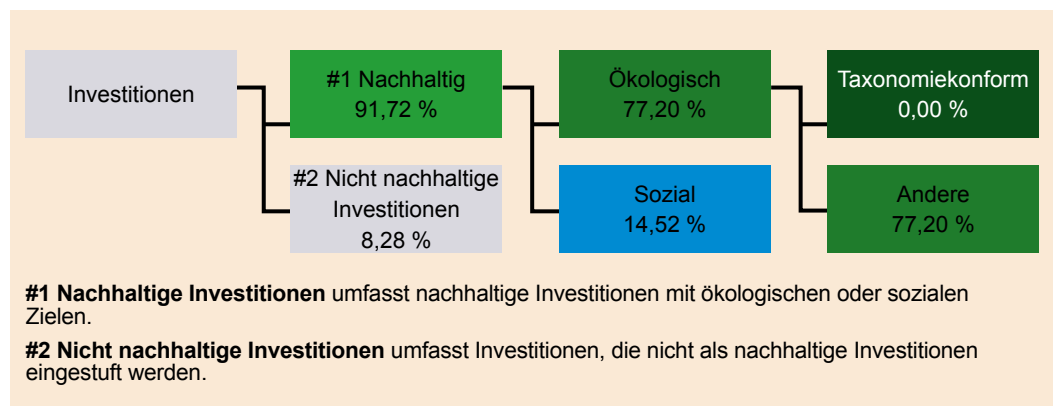 Investitionen
#1 Nachhaltig
91,72 %
#2 Nicht nachhaltige
Investitionen
8,28 %
Ökologisch
77,20 %
Sozial
14,52 %
Taxonomiekonform
0,00 %
Andere
77,20 %
#1 Nachhaltige Investitionen umfasst nachhaltige Investitionen mit ökologischen oder sozialen
Zielen.
#2 Nicht nachhaltige Investitionen umfasst Investitionen, die nicht als nachhaltige Investitionen
eingestuft werden.